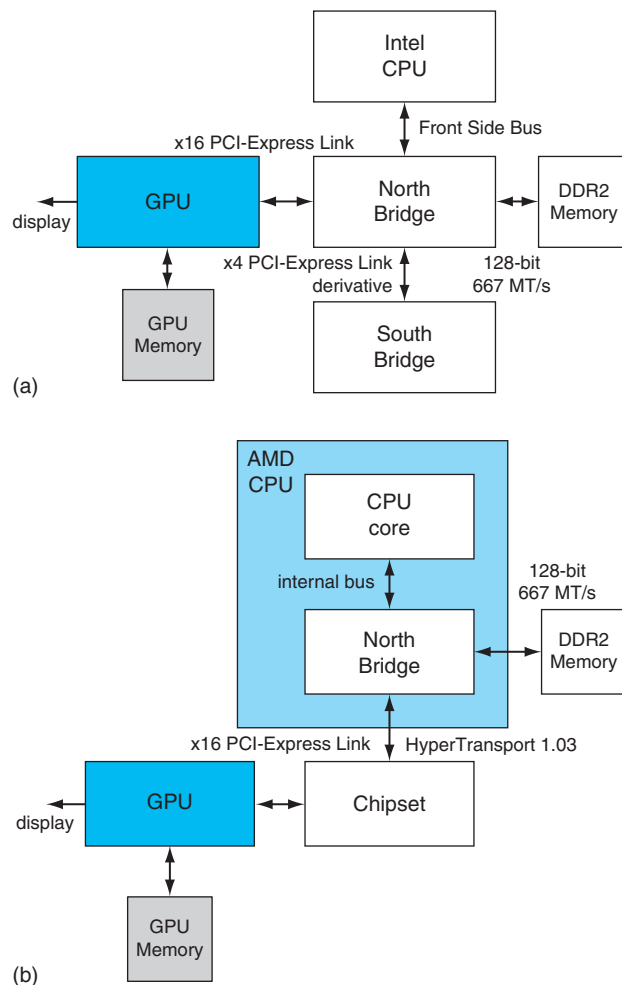 Intel
CPU
Front Side Bus
x16 PCI-Express Link
GPU
North
Bridge
DDR2
Memory
display
x4 PCI-Express Link
derivative
128-bit
667 MT/s
GPU
Memory
South
Bridge
(a)
AMD
CPU
CPU
core
internal bus
128-bit
667 MT/s
North
Bridge
DDR2
Memory
x16 PCI-Express Link
HyperTransport 1.03
GPU
Chipset
display
GPU
Memory
(b)